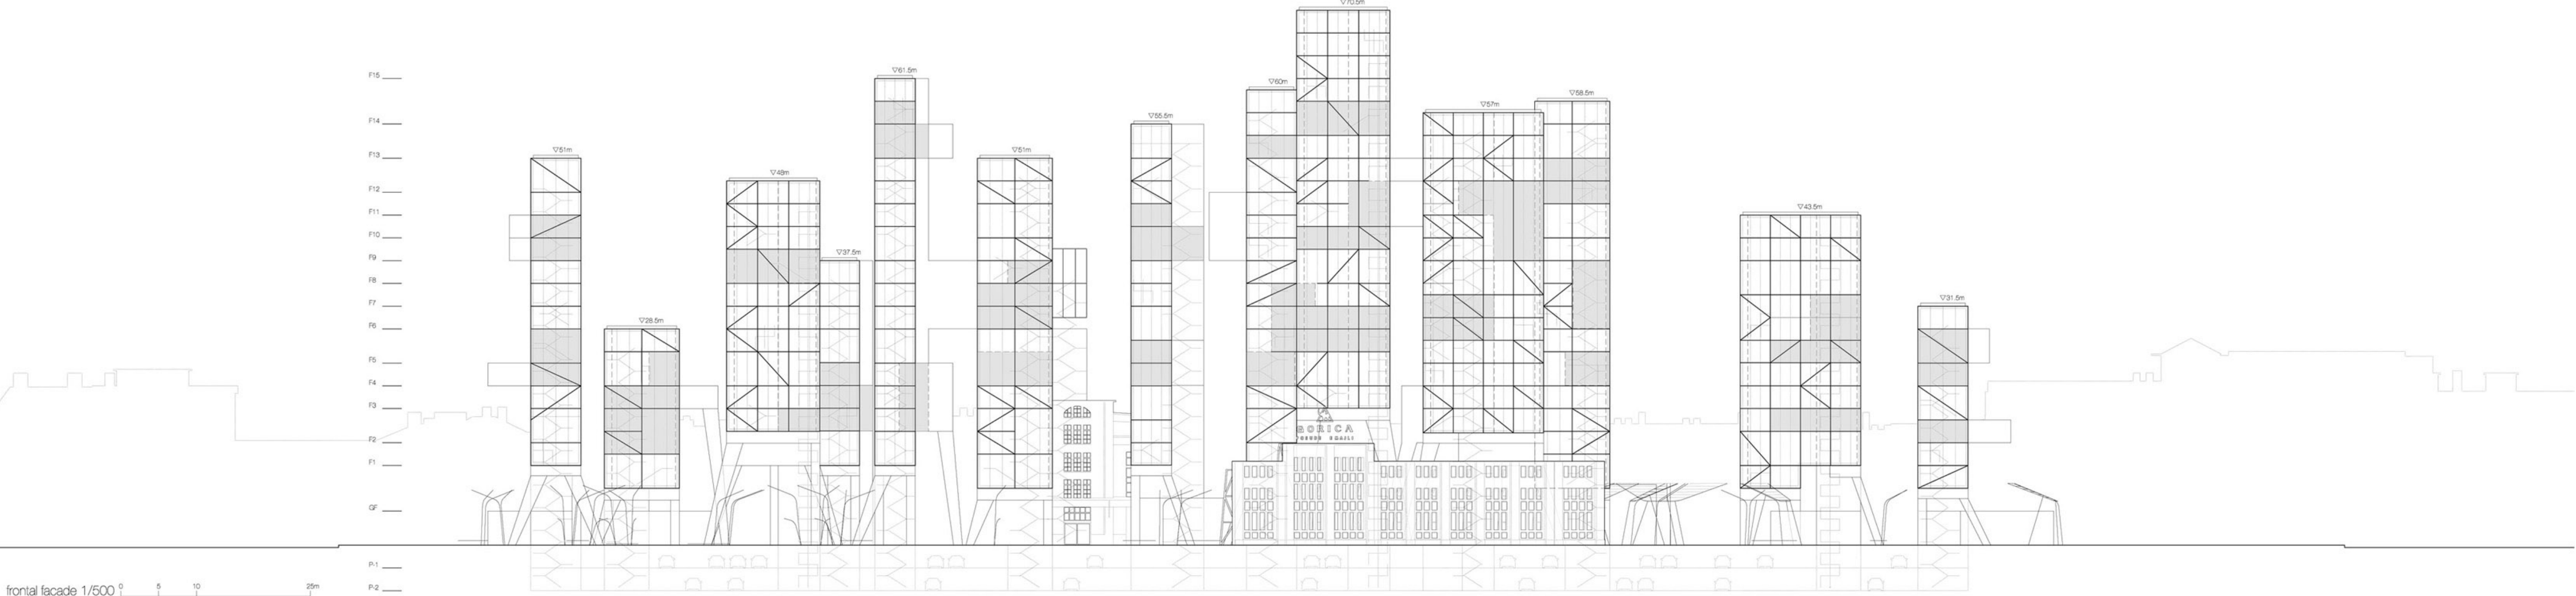 ▽70.5m
F15
▽61.5m
▽60m
▽58.5m
▽57m
▽55.5m
F14
F13
▽51m
▽51m
F12
▽48m
F11
▽43.5m
F10
F9
▽37.5m
F8
F7
▽31.5m
F6
▽28.5m
F5
F4
F3
GORICA
F2
F1
GF
P-1
P-2
frontal facade 1/500
0 5 10 25m